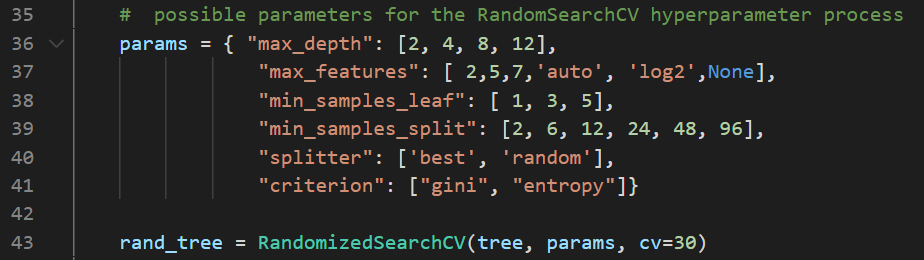 35 #  possible parameters for the RandomSearchCV hyperparameter process
36 params = { "max_depth": [2, 4, 8, 12],
37 "max_features": [ 2,5,7,'auto', 'log2',None],
38 "min_samples_leaf": [ 1, 3, 5],
39 "min_samples_split": [2, 6, 12, 24, 48, 96],
40 "splitter": ['best', 'random'],
41 "criterion": ["gini", "entropy"]}
42
43 rand_tree = RandomizedSearchCV(tree, params, cv=30)